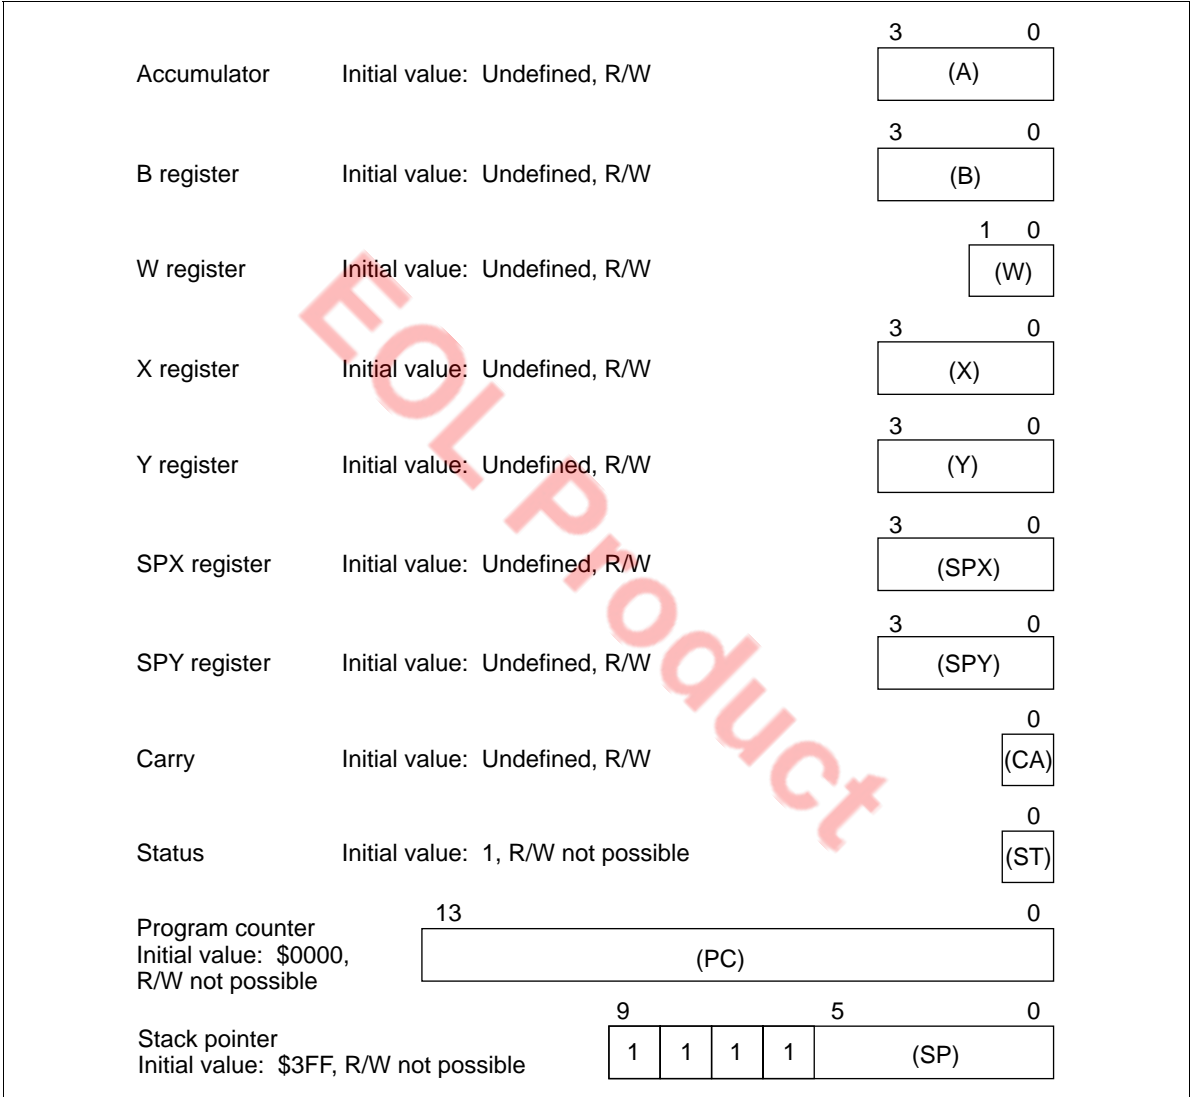 3 0
Accumulator Initial value: Undefined, R/W (A)
3 0
B register Initial value: Undefined, R/W (B)
1 0
W register Initial value: Undefined, R/W (W)
3 0
X register Initial value: Undefined, R/W (X)
3 0
Y register Initial value: Undefined, R/W (Y)
3 0
SPX register Initial value: Undefined, R/W (SPX)
3 0
SPY register Initial value: Undefined, R/W (SPY)
0
Carry Initial value: Undefined, R/W (CA)
0
Status Initial value: 1, R/W not possible (ST)
13 0
Program counter
Initial value: $0000, (PC)
R/W not possible
9 5 0
Stack pointer
1 1 1 1 (SP)
Initial value: $3FF, R/W not possible
EOL Product